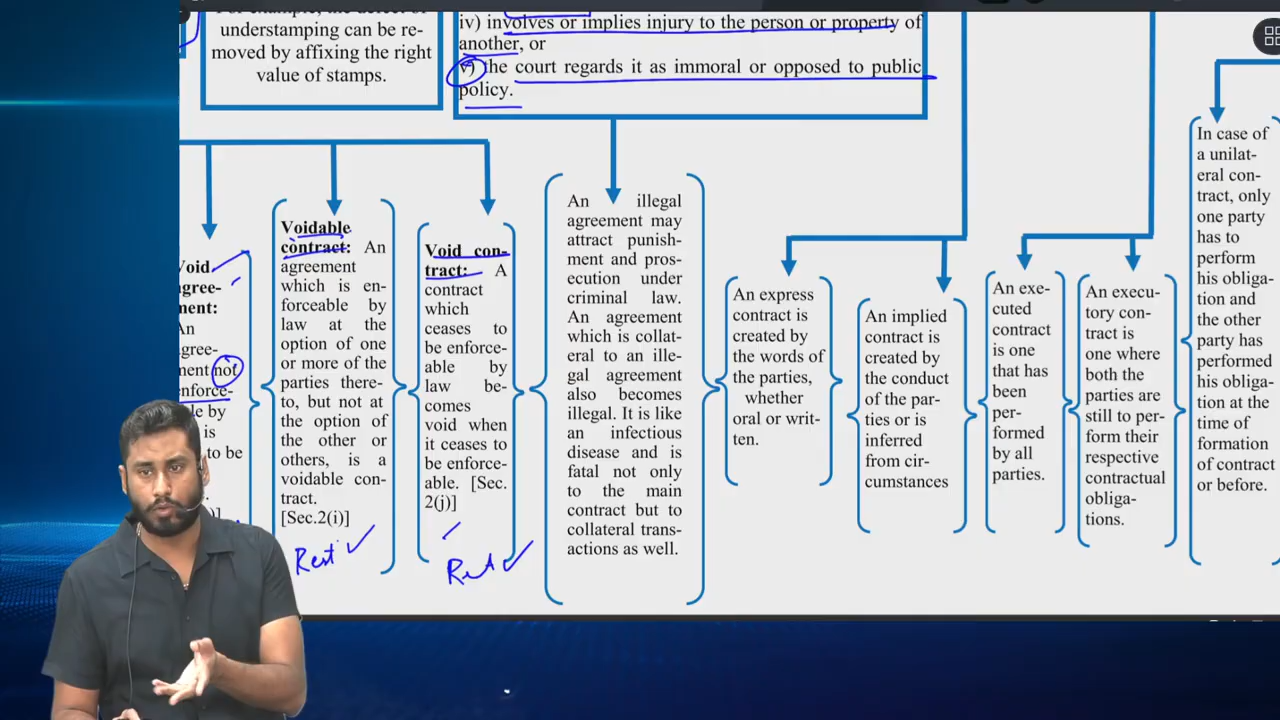 understamping can be re-
moved by affixing the right
value of stamps.
iv) involves or implies injury to the person or property of
another, or
v) the court regards it as immoral or opposed to public
policy.
Void
agree-
ment:
An
agree-
ment not
enforce-
by
is
to be
Voidable
contract: An
agreement
which is en-
forceable by
law at the
option of one
or more of the
parties there-
to, but not at
the option of
the other or
others, is a
voidable con-
tract.
[Sec.2(i)]
Rest
Void con-
tract: A
contract
which
ceases to
be enforce-
able by
law be-
comes
void when
it ceases to
be enforce-
able. [Sec.
2(j)]
An illegal
agreement may
attract punish-
ment and pros-
ecution under
criminal law.
An agreement
which is collat-
eral to an ille-
gal agreement
also becomes
illegal. It is like
an infectious
disease and is
fatal not only
to the main
contract but to
collateral trans-
actions as well.
An express
contract is
created by
the words of
the parties,
whether
oral or writ-
ten.
An implied
contract is
created by
the conduct
of the par-
ties or is
inferred
from cir-
cumstances
An exe-
cuted
contract
is one
that has
been
per-
formed
by all
parties.
An execu-
tory con-
tract is
one where
both the
parties are
still to per-
form their
respective
contractual
obliga-
tions.
In case of
a unilat-
eral con-
tract, only
one party
has to
perform
his obliga-
tion and
the other
party has
performed
his obliga-
tion at the
time of
formation
of contract
or before.